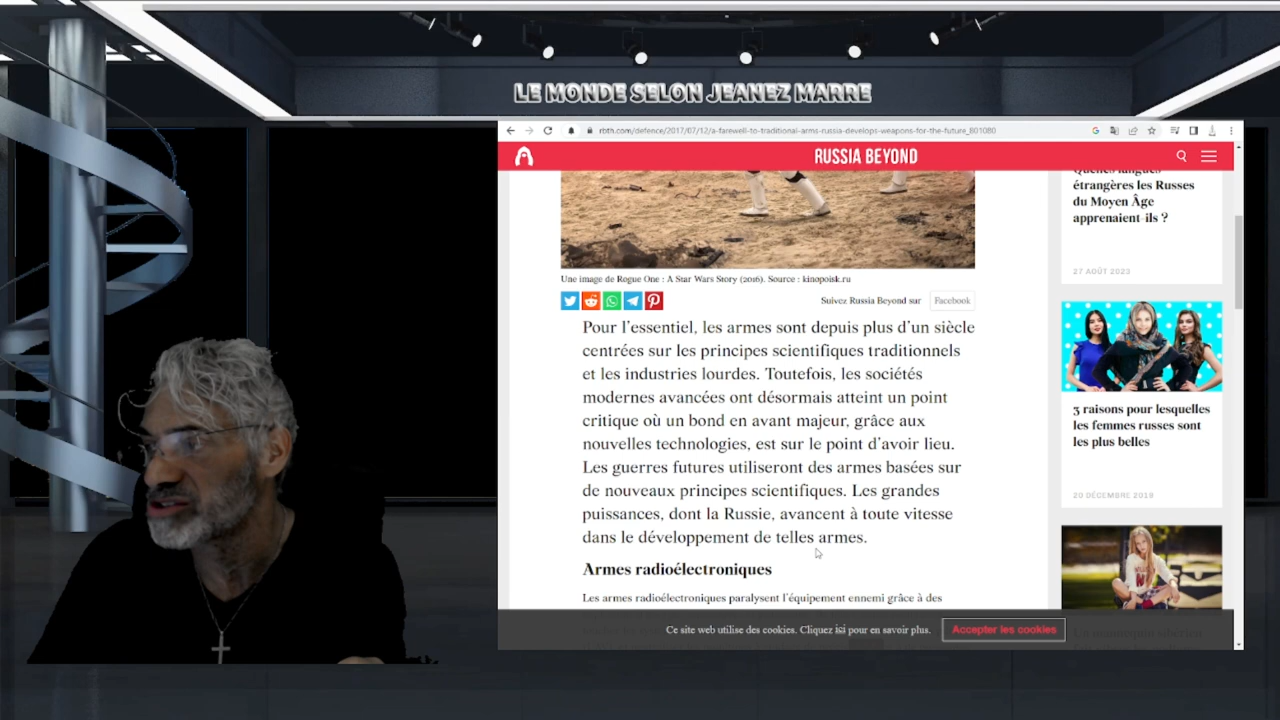 LE MONDE SELON JEANEZ MARRE
rbth.com/defence/2017/07/12/a-farewell-to-traditional-arms-russia-develops-weapons-for-the-future_801080
RUSSIA BEYOND
Quelles langues
étrangères les Russes
du Moyen Âge
apprenaient-ils ?
27 AOÛT 2023
Une image de Rogue One : A Star Wars Story (2016). Source : kinopoisk.ru
Suivez Russia Beyond sur Facebook
Pour l'essentiel, les armes sont depuis plus d'un siècle
centrées sur les principes scientifiques traditionnels
et les industries lourdes. Toutefois, les sociétés
modernes avancées ont désormais atteint un point
critique où un bond en avant majeur, grâce aux
nouvelles technologies, est sur le point d'avoir lieu.
Les guerres futures utiliseront des armes basées sur
de nouveaux principes scientifiques. Les grandes
puissances, dont la Russie, avancent à toute vitesse
dans le développement de telles armes.
3 raisons pour lesquelles
les femmes russes sont
les plus belles
20 DÉCEMBRE 2018
Armes radioélectroniques
Les armes radioélectroniques paralysent l'équipement ennemi grâce à des
Ce site web utilise des cookies. Cliquez ici pour en savoir plus.
Accepter les cookies